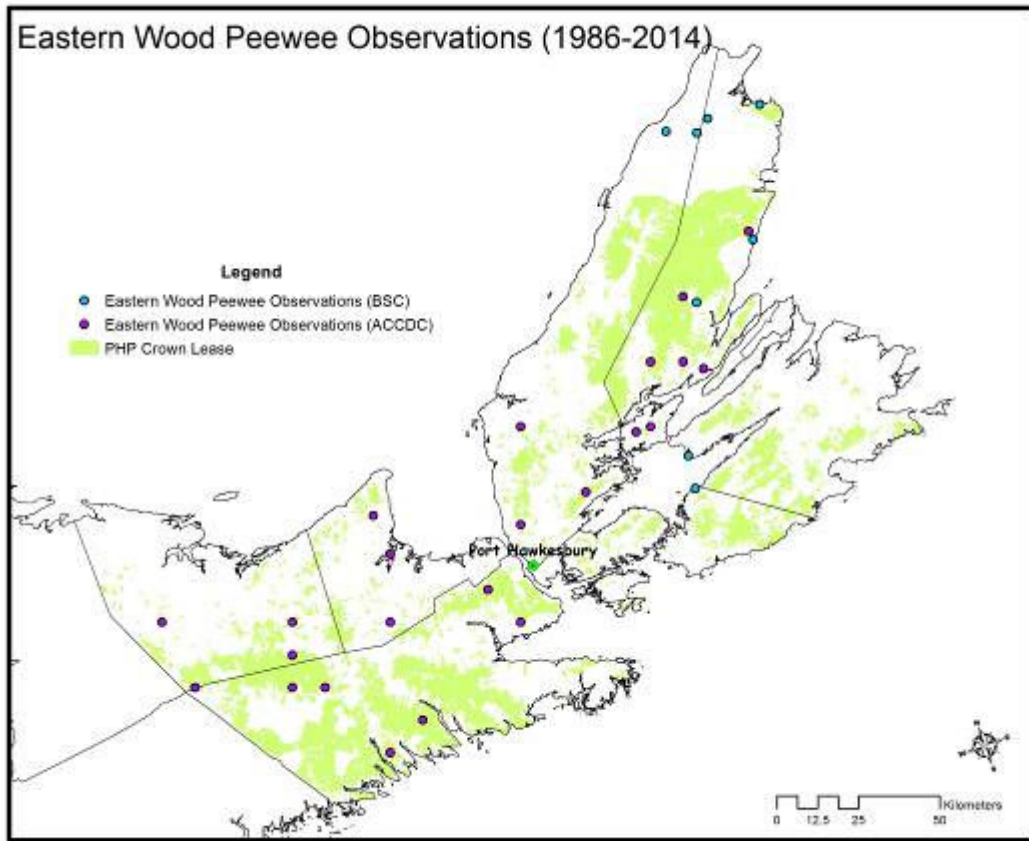 Eastern Wood Peewee Observations (1986-2014)
Legend
Eastern Wood Peewee Observations (BSC)
Eastern Wood Peewee Observations (ACCDC)
PHP Crown Lease
Port Hawkesbury
Kilometers
0 12.5 25 50